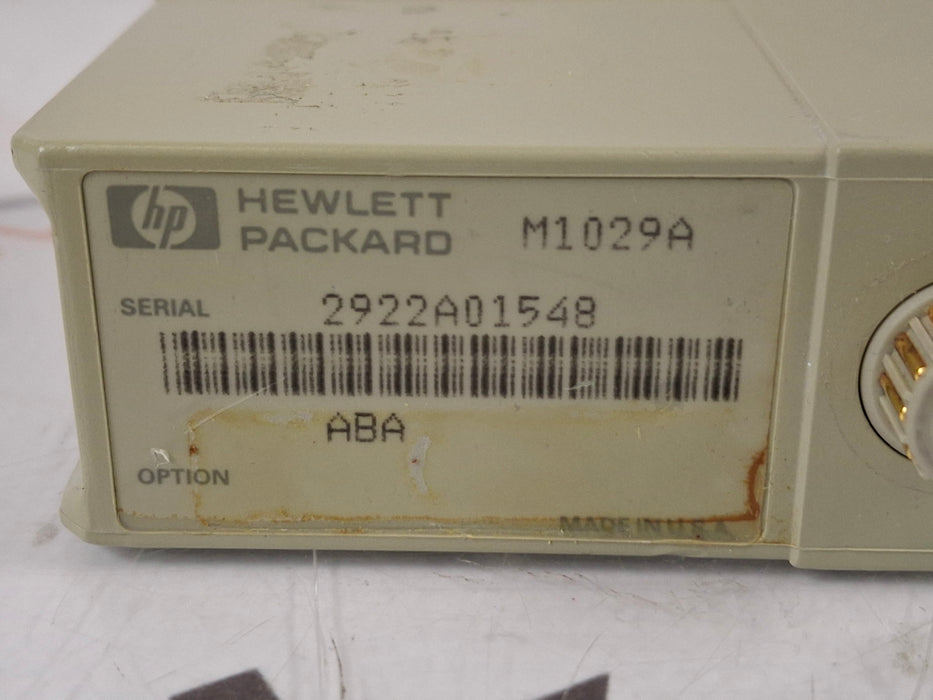 hp HEWLETT PACKARD M1029A
SERIAL 2922A01548
ABA
OPTION
MADE IN U.S.A